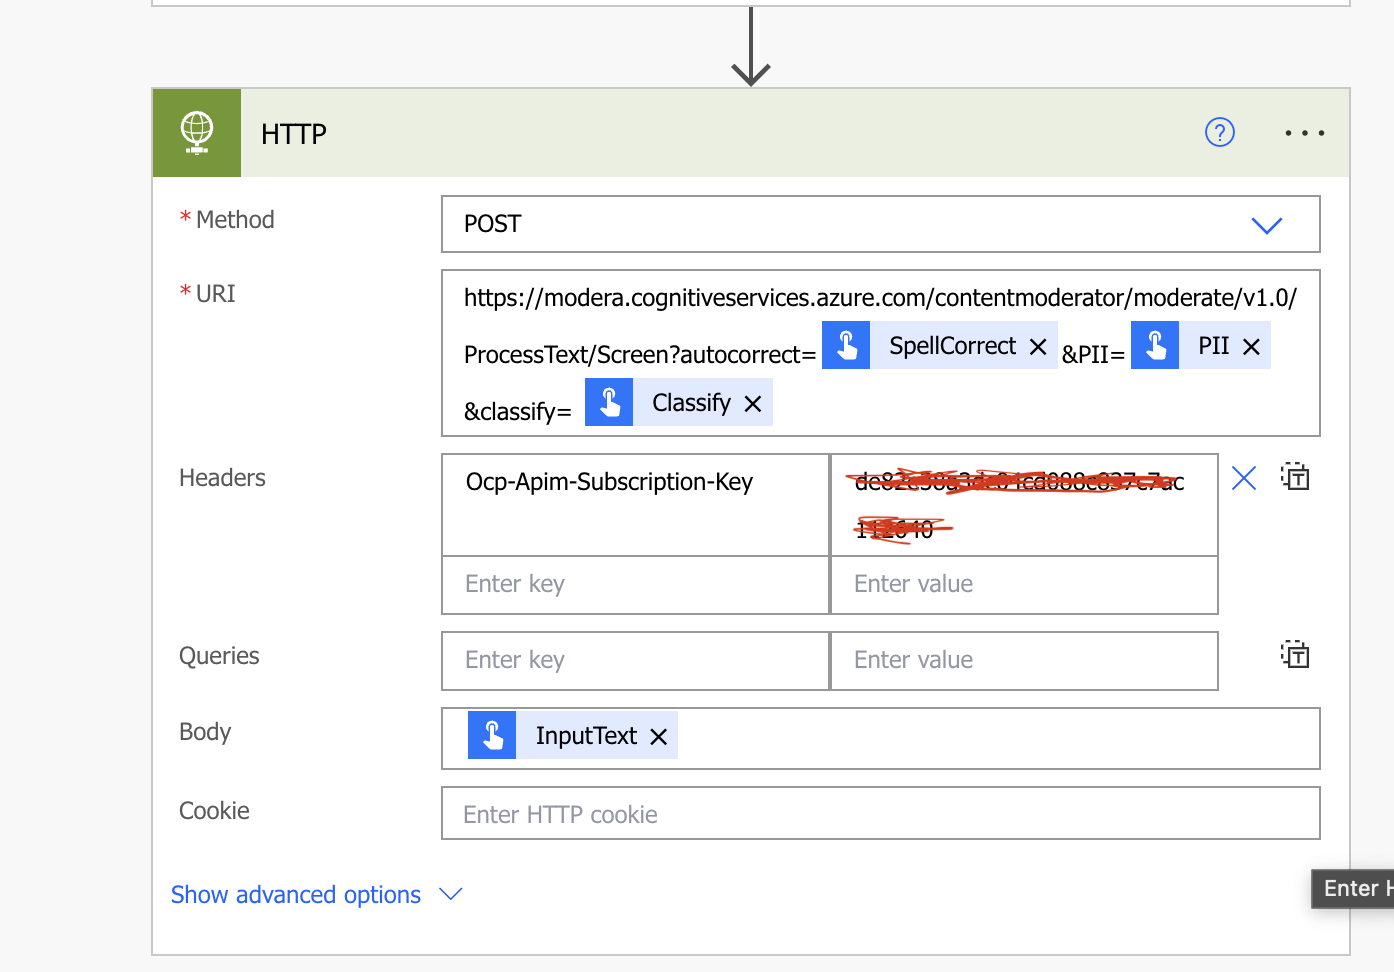 HTTP
?
* Method
POST
* URI
https://modera.cognitiveservices.azure.com/contentmoderator/moderate/v1.0/
ProcessText/Screen?autocorrect= SpellCorrect &PII= PII
&classify= Classify
Headers
Ocp-Apim-Subscription-Key
Enter key
Enter value
Queries
Enter key
Enter value
Body
InputText
Cookie
Enter HTTP cookie
Show advanced options
Enter H